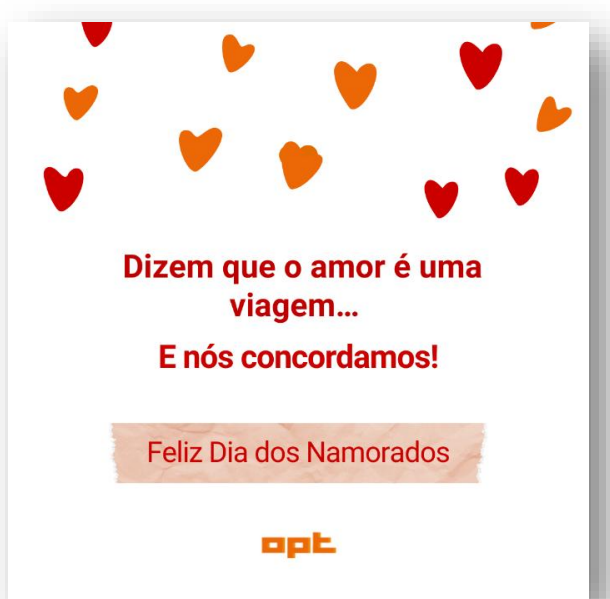 Dizem que o amor é uma
viagem...
E nós concordamos!
Feliz Dia dos Namorados
opt